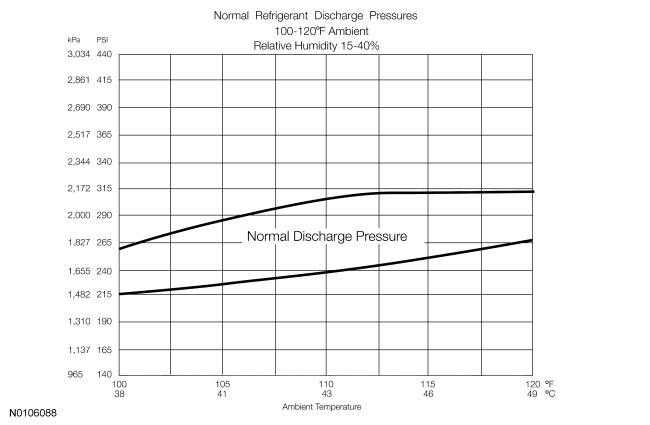 Normal Refrigerant Discharge Pressures
100-120°F Ambient
Relative Humidity 15-40%
kPa PSI
3,034 440
2,861 415
2,690 390
2,517 365
2,344 340
2,172 315
2,000 290
1,827 265
Normal Discharge Pressure
1,655 240
1,482 215
1,310 190
1,137 165
965 140
100 105 110 115 120 ºF
38 41 43 46 49 ºC
Ambient Temperature
N0106088